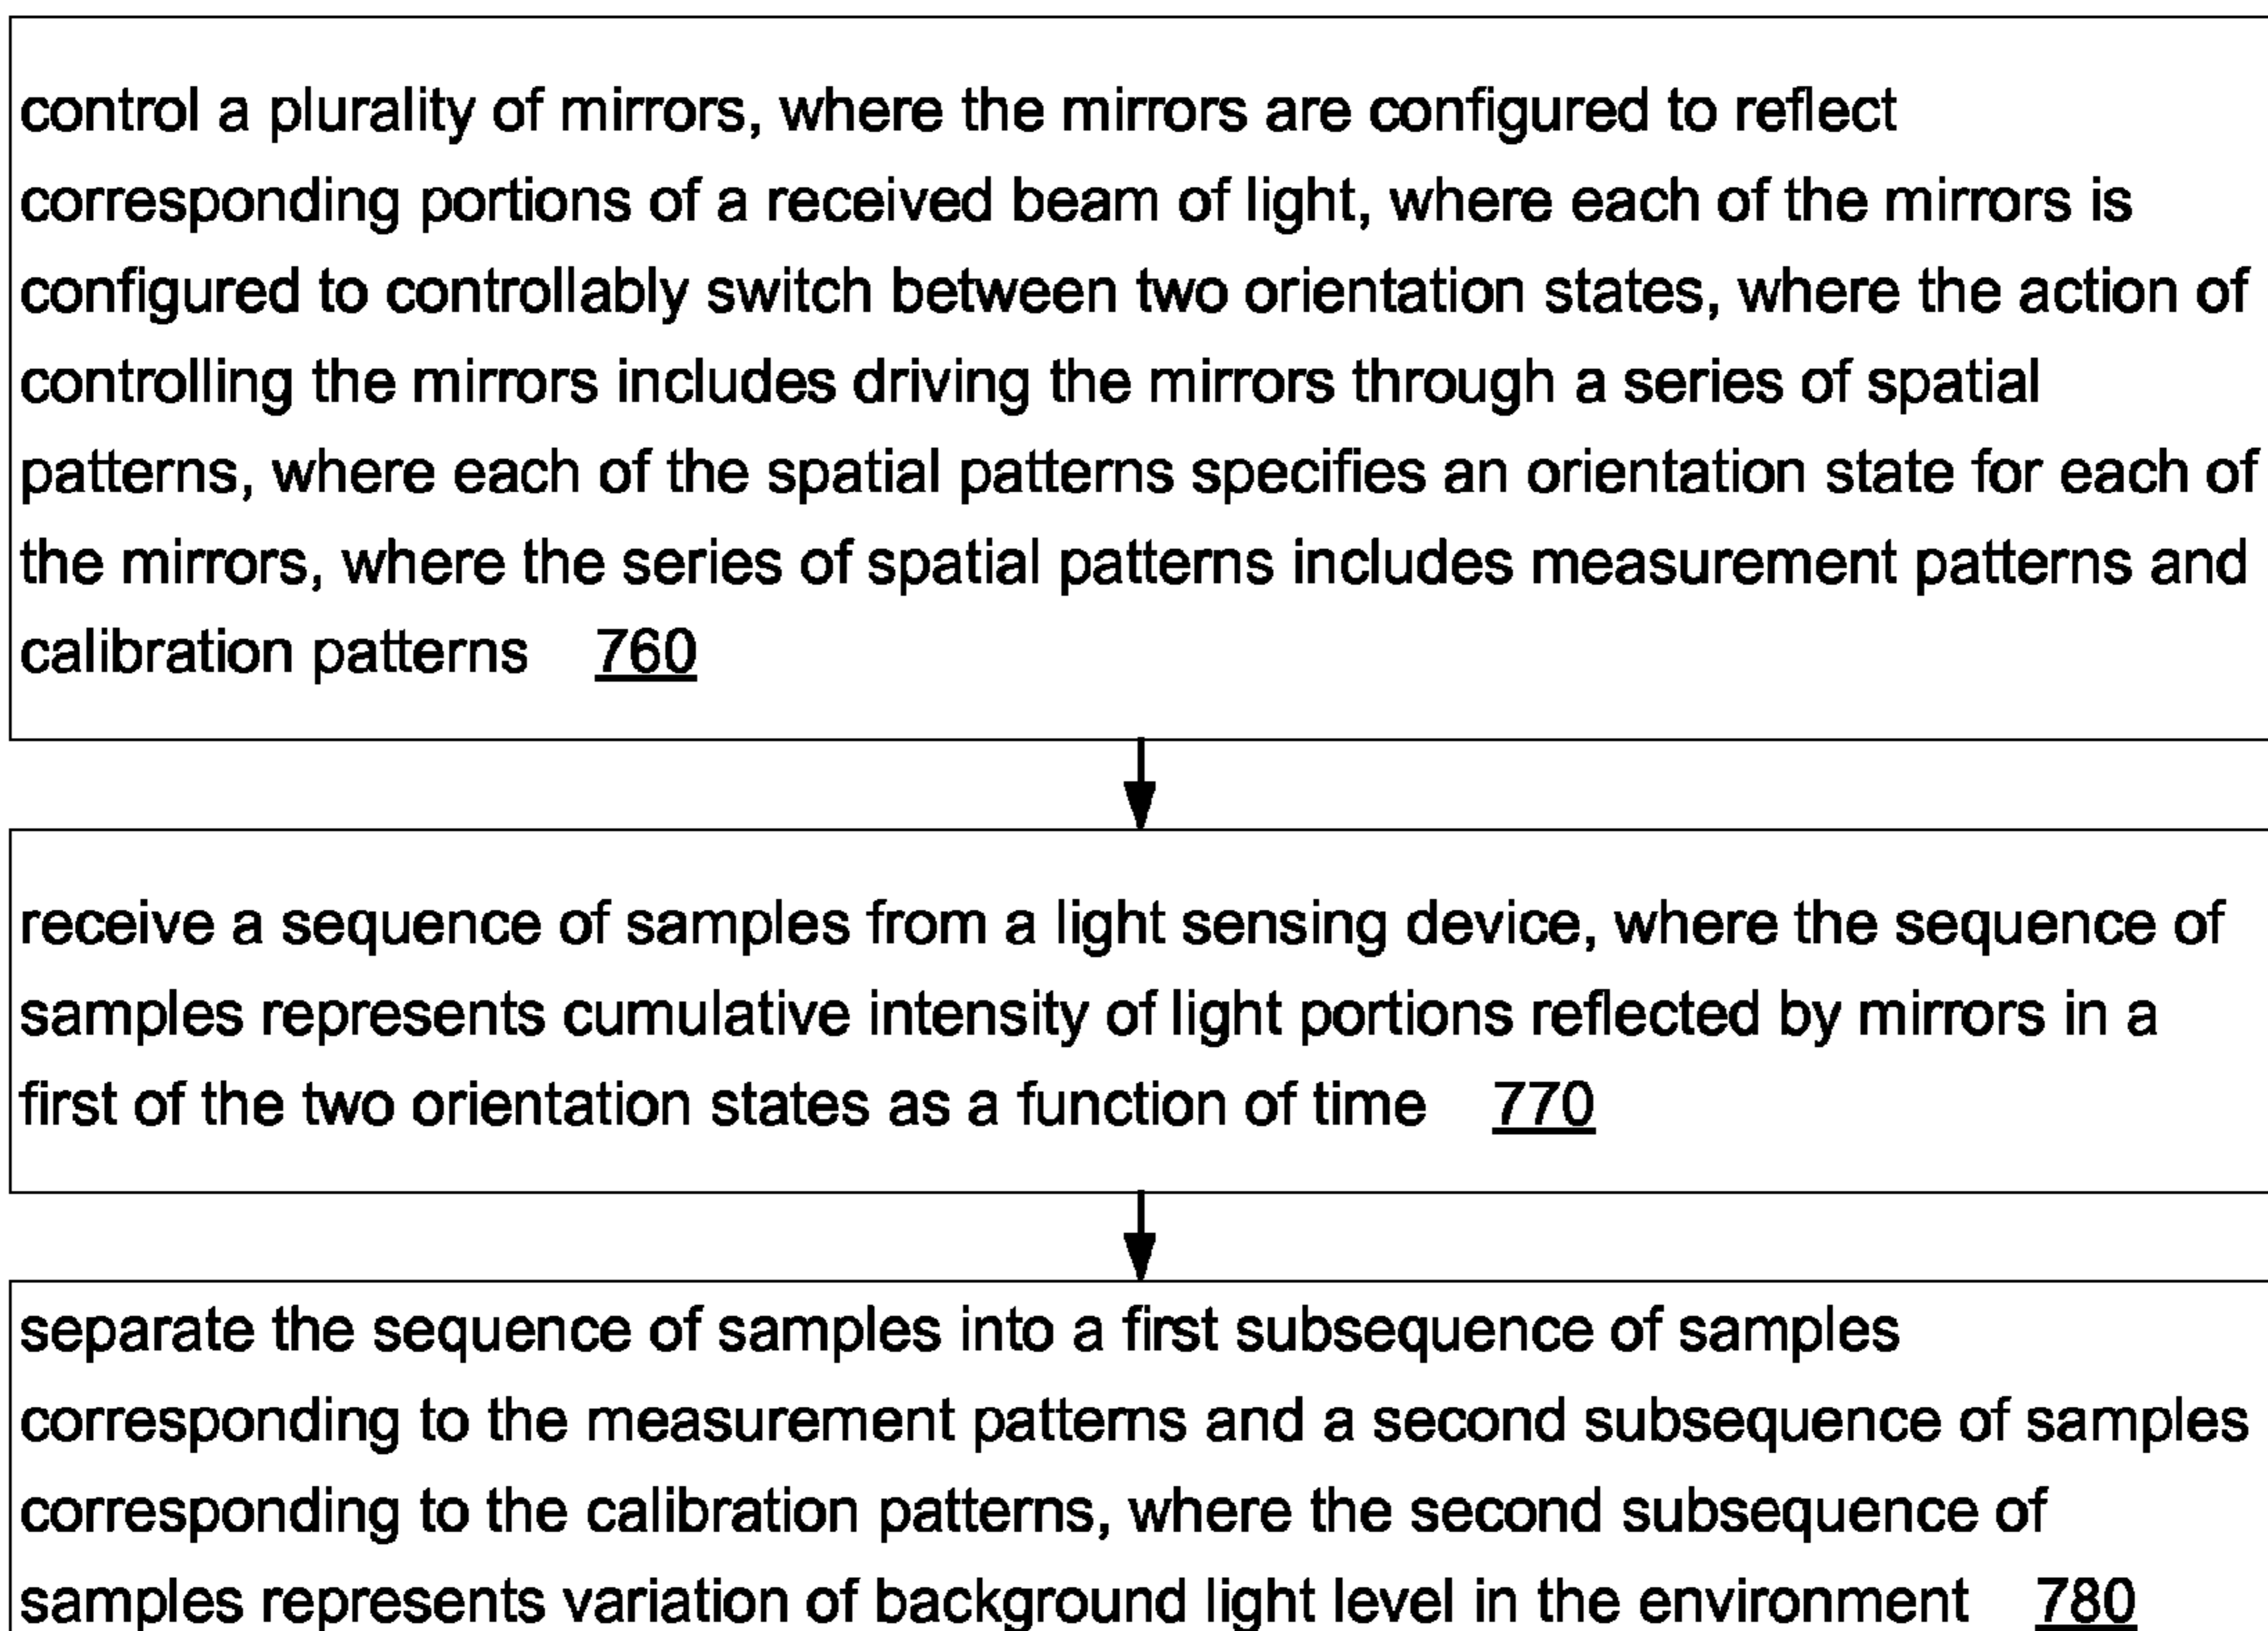 control a plurality of mirrors, where the mirrors are configured to reflect
corresponding portions of a received beam of light, where each of the mirrors is
configured to controllably switch between two orientation states, where the action of
controlling the mirrors includes driving the mirrors through a series of spatial
patterns, where each of the spatial patterns specifies an orientation state for each of
the mirrors, where the series of spatial patterns includes measurement patterns and
calibration patterns 760
receive a sequence of samples from a light sensing device, where the sequence of
samples represents cumulative intensity of light portions reflected by mirrors in a
first of the two orientation states as a function of time 770
separate the sequence of samples into a first subsequence of samples
corresponding to the measurement patterns and a second subsequence of samples
corresponding to the calibration patterns, where the second subsequence of
samples represents variation of background light level in the environment 780